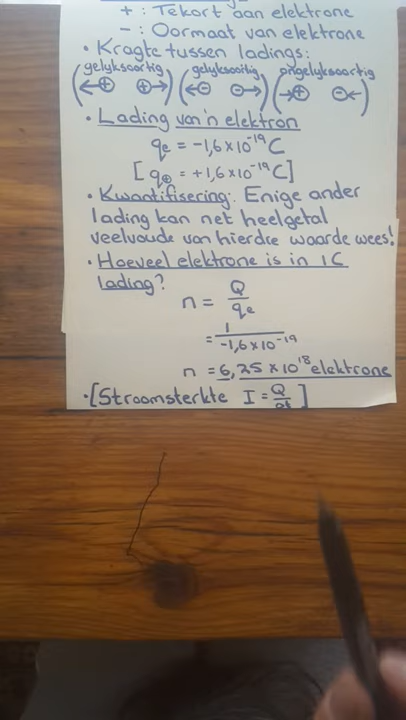 + : Tekort aan elektrone
- : Oormaat van elektrone
• Kragte tussen ladings:
gelyksoortig gelyksoortig ongelyksoortig
← ⊕ ⊕ → ← ⊖ ⊖ → → ⊕ ⊖ ←
• Lading van 'n elektron
qe = -1,6 x 10^-19 C
[q⊕ = +1,6 x 10^-19 C]
• Kwantifisering: Enige ander
lading kan net heelgetal
veelvoude van hierdie waarde wees!
• Hoeveel elektrone is in 1C
lading?
n = Q/qe
= 1/-1,6 x 10^-19
n = 6,25 x 10^18 elektrone
• [Stroomsterkte I = Q/Δt]